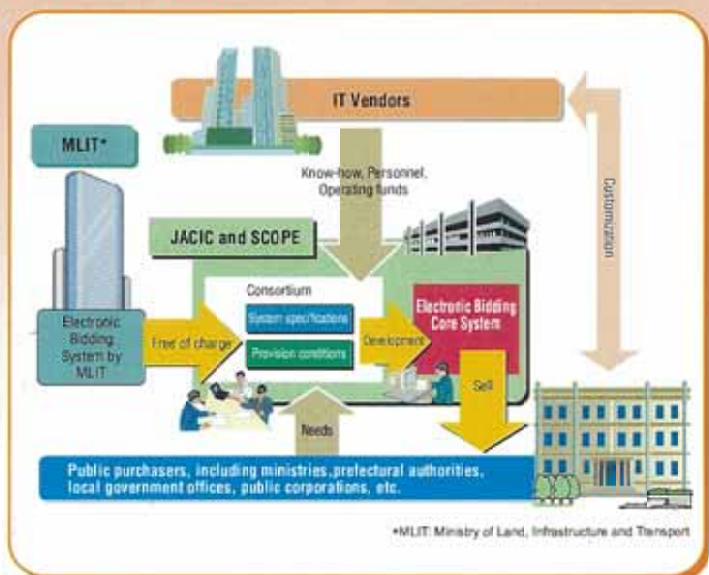 IT Vendors
MLIT*
Know-how, Personnel,
Operating funds
Customization
JACIC and SCOPE
Consortium
System specifications
Provision conditions
Electronic Bidding
Core System
Electronic
Bidding
System by
MLIT
Free of charge
Development
Sell
Needs
Public purchasers, including ministries,prefectural authorities,
local government offices, public corporations, etc.
*MLIT: Ministry of Land, Infrastructure and Transport